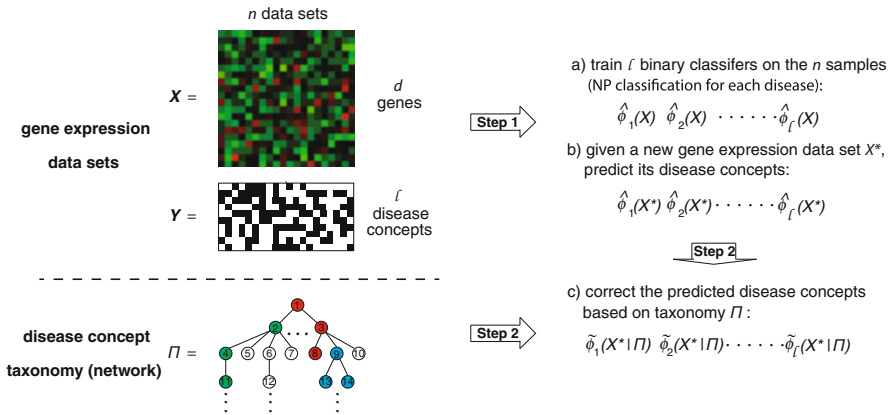 n data sets
X =
d
genes
gene expression
data sets
Y =
ℓ
disease
concepts
Step 1
a) train ℓ binary classifers on the n samples
(NP classification for each disease):
ϕ̂₁(X) ϕ̂₂(X) · · · · · · ϕ̂ℓ(X)
b) given a new gene expression data set X*,
predict its disease concepts:
ϕ̂₁(X*) ϕ̂₂(X*) · · · · · · ϕ̂ℓ(X*)
Step 2
disease concept
taxonomy (network)
Π =
1
2 . . . 3
4 5 6 7 8 9 10
11 12 13 14
Step 2
c) correct the predicted disease concepts
based on taxonomy Π :
ϕ̃₁(X*|Π) ϕ̃₂(X*|Π) · · · · · · ϕ̃ℓ(X*|Π)